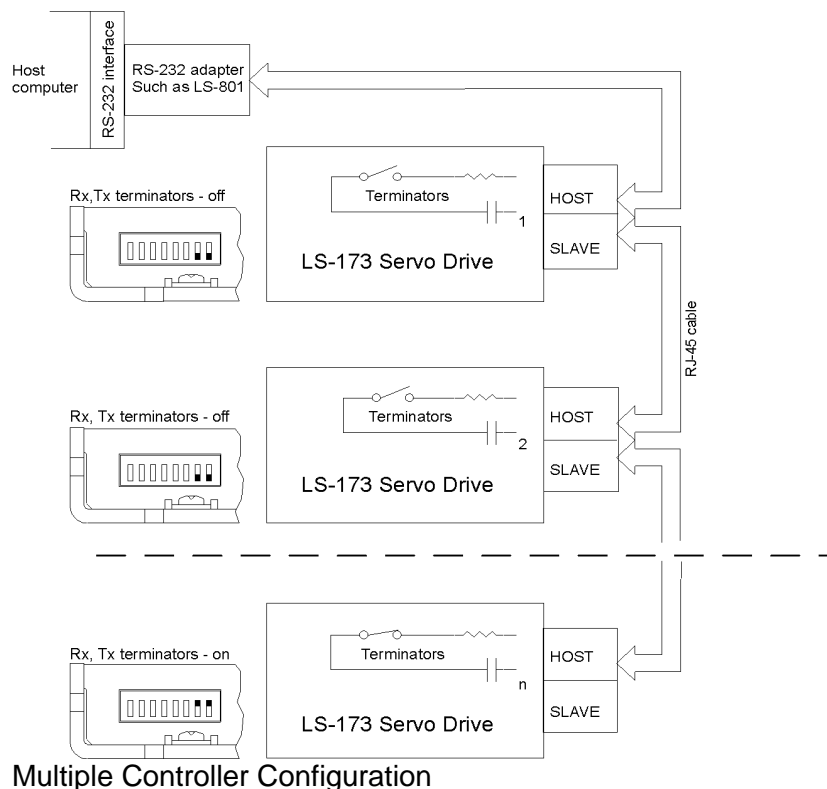 Host
computer
RS-232 interface
RS-232 adapter
Such as LS-801
Rx,Tx terminators - off
Terminators
1
HOST
SLAVE
LS-173 Servo Drive
RJ-45 cable
Rx, Tx terminators - off
Terminators
2
HOST
SLAVE
LS-173 Servo Drive
Rx, Tx terminators - on
Terminators
n
HOST
SLAVE
LS-173 Servo Drive
Multiple Controller Configuration